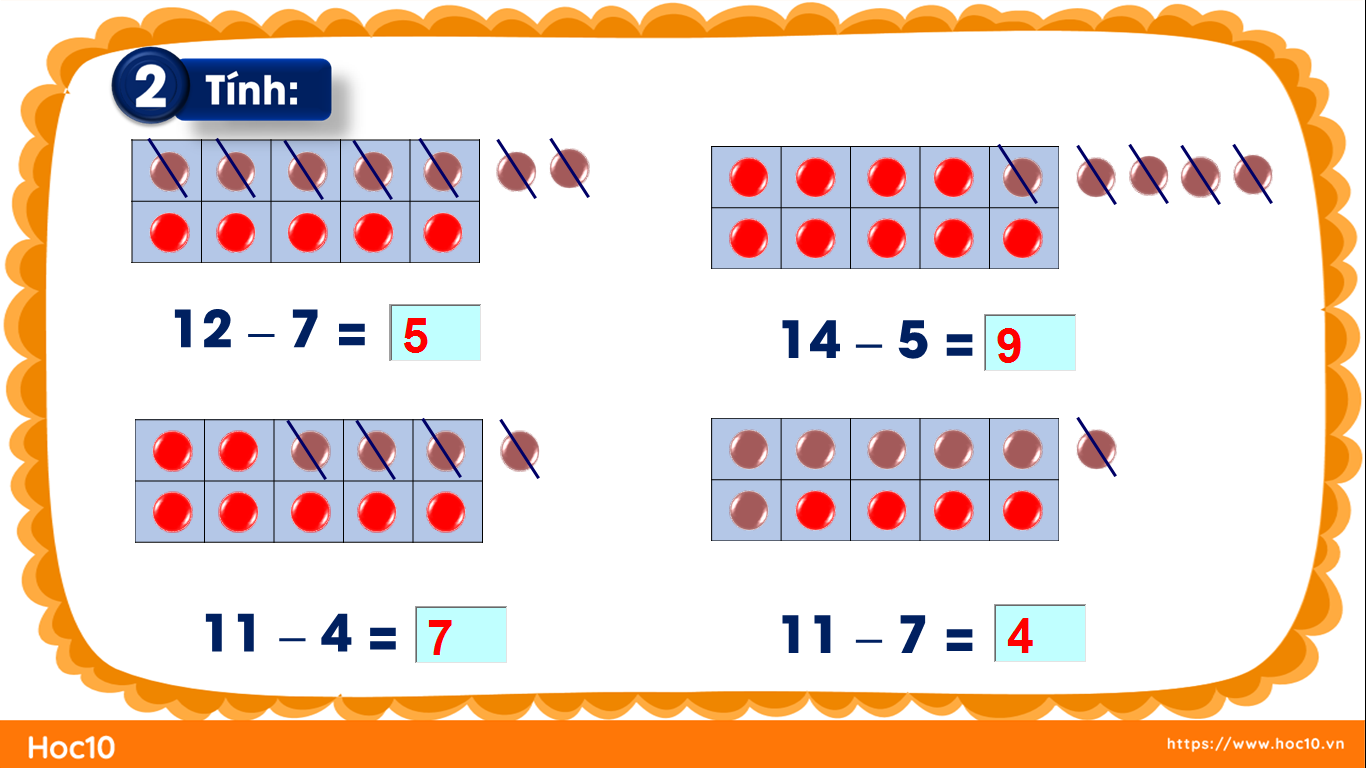 2 Tính:
12 – 7 = 5
14 – 5 = 9
11 – 4 = 7
11 – 7 = 4
Hoc10
https://www.hoc10.vn